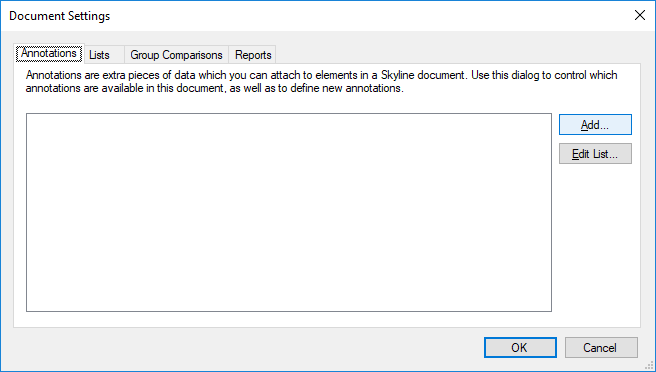 Document Settings
Annotations Lists Group Comparisons Reports
Annotations are extra pieces of data which you can attach to elements in a Skyline document. Use this dialog to control which
annotations are available in this document, as well as to define new annotations.
Add...
Edit List...
OK Cancel